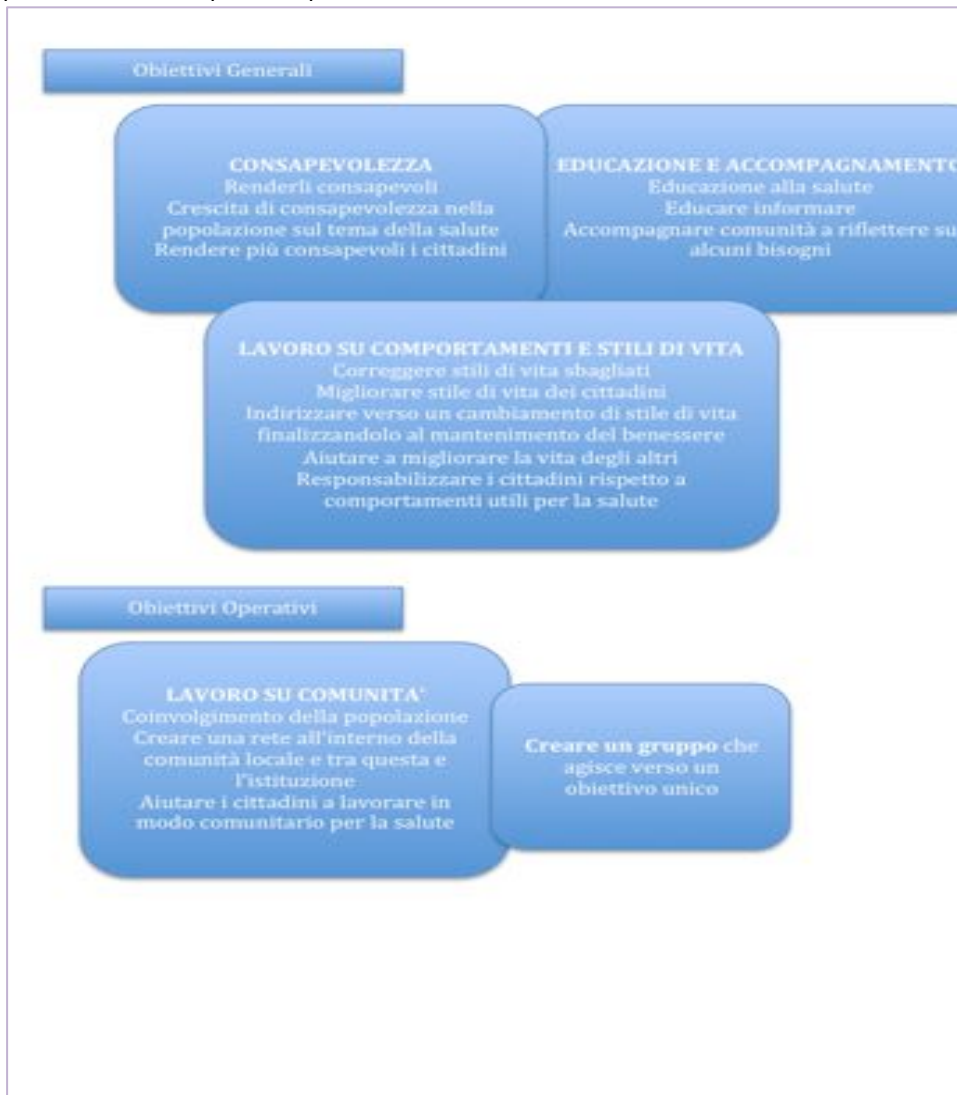 Obiettivi Generali
CONSAPEVOLEZZA
Renderli consapevoli
Crescita di consapevolezza nella
popolazione sul tema della salute
Rendere più consapevoli i cittadini
EDUCAZIONE E ACCOMPAGNAMENTO
Educazione alla salute
Educare informare
Accompagnare comunità a riflettere su
alcuni bisogni
LAVORO SU COMPORTAMENTI E STILI DI VITA
Correggere stili di vita sbagliati
Migliorare stile di vita dei cittadini
Indirizzare verso un cambiamento di stile di vita
finalizzandolo al mantenimento del benessere
Aiutare a migliorare la vita degli altri
Responsabilizzare i cittadini rispetto a
comportamenti utili per la salute
Obiettivi Operativi
LAVORO SU COMUNITA'
Coinvolgimento della popolazione
Creare una rete all'interno della
comunità locale e tra questa e
l'istituzione
Aiutare i cittadini a lavorare in
modo comunitario per la salute
Creare un gruppo che
agisce verso un
obiettivo unico